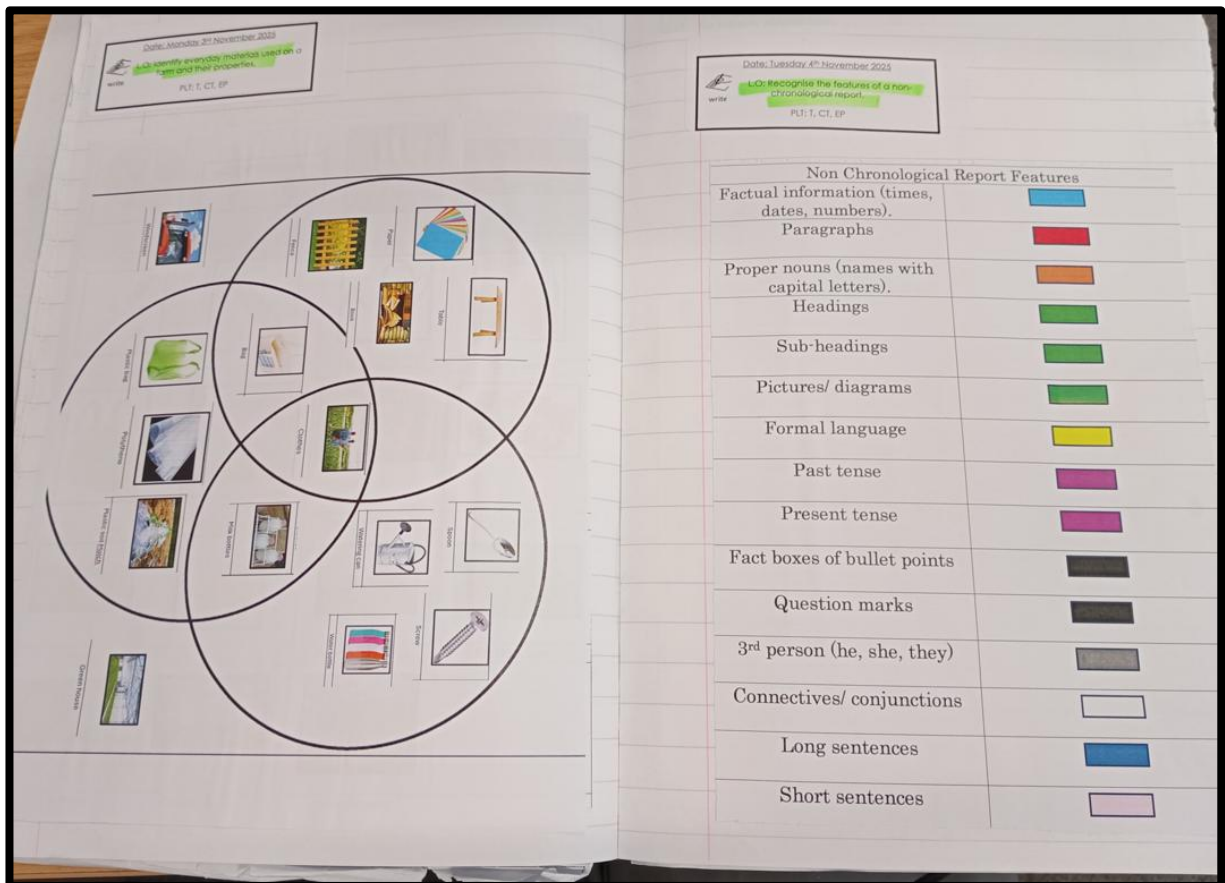 Date: Monday 3rd November 2025
L.O: Identify everyday materials used on a
farm and their properties.
write
PLT: T, CT, EP
Windscreen
Fence
Paper
Table
Plastic bag
Bag
Polythene
Clothes
Milk bottles
Watering can
Spoon
Water bottle
Screw
Green house
Date: Tuesday 4th November 2025
L.O: Recognise the features of a non-
chronological report.
write
PLT: T, CT, EP
Non Chronological Report Features
Factual information (times,
dates, numbers).
Paragraphs
Proper nouns (names with
capital letters).
Headings
Sub-headings
Pictures/ diagrams
Formal language
Past tense
Present tense
Fact boxes of bullet points
Question marks
3rd person (he, she, they)
Connectives/ conjunctions
Long sentences
Short sentences